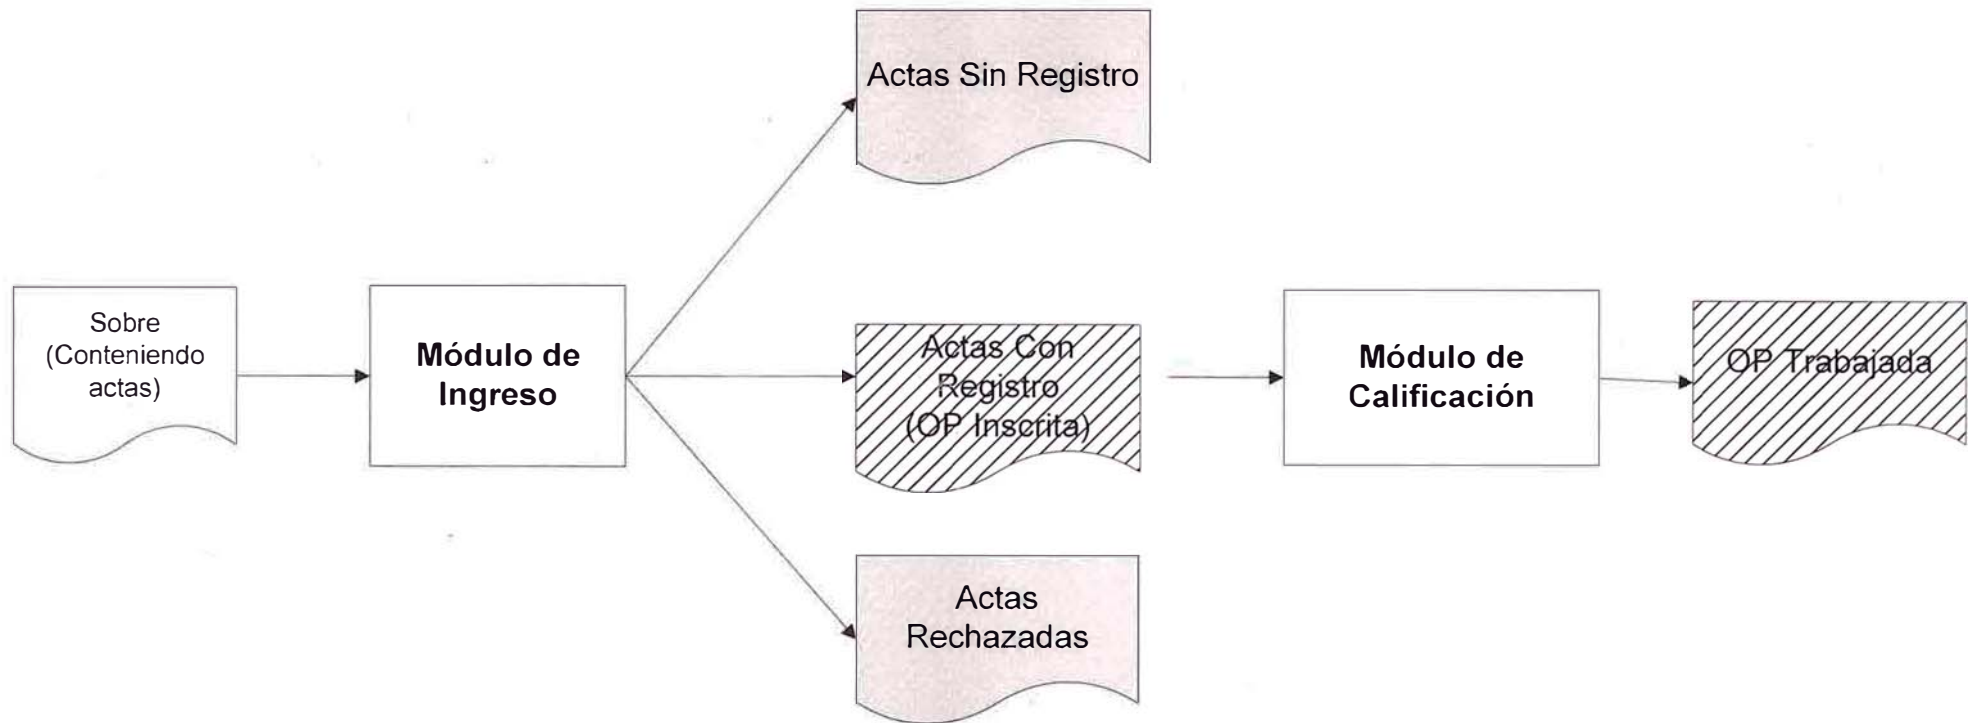 Actas Sin Registro
Sobre
(Conteniendo
actas)
Módulo de
Ingreso
Actas Con
Registro
(OP Inscrita)
Módulo de
Calificación
OP Trabajada
Actas
Rechazadas